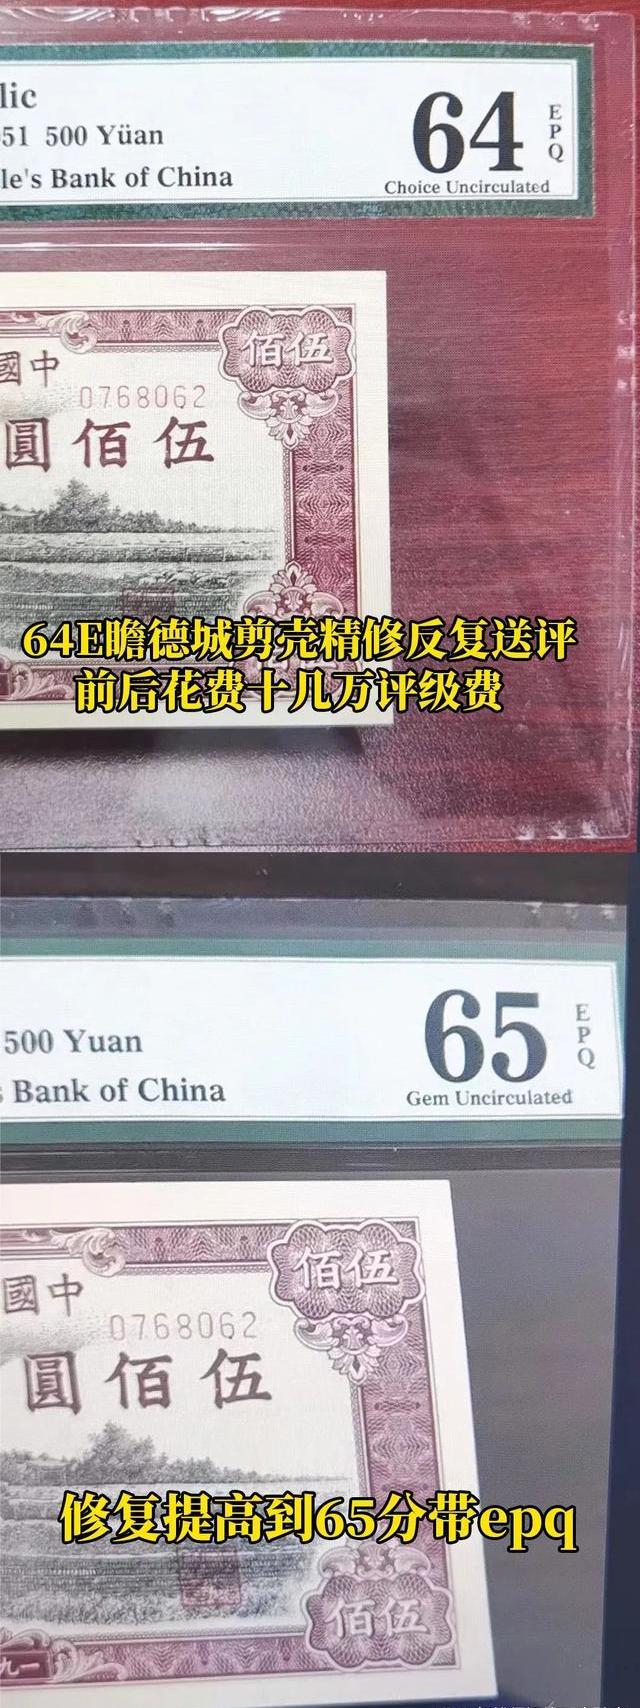 lic
51 500 Yüan
le's Bank of China
64
EPQ
Choice Uncirculated
佰伍
國中
0768062
圓佰伍
64E瞻德城剪壳精修反复送评
前后花费十几万评级费
500 Yuan
Bank of China
65
EPQ
Gem Uncirculated
佰伍
國中
0768062
圓佰伍
修复提高到65分带epq
佰伍
一九